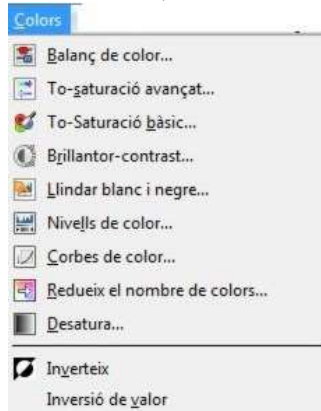 Colors
Balanç de color...
To-saturació avançat...
To-Saturació bàsic...
Brillantor-contrast...
Llindar blanc i negre...
Nivells de color...
Corbes de color...
Redueix el nombre de colors...
Desatura...
Inverteix
Inversió de valor